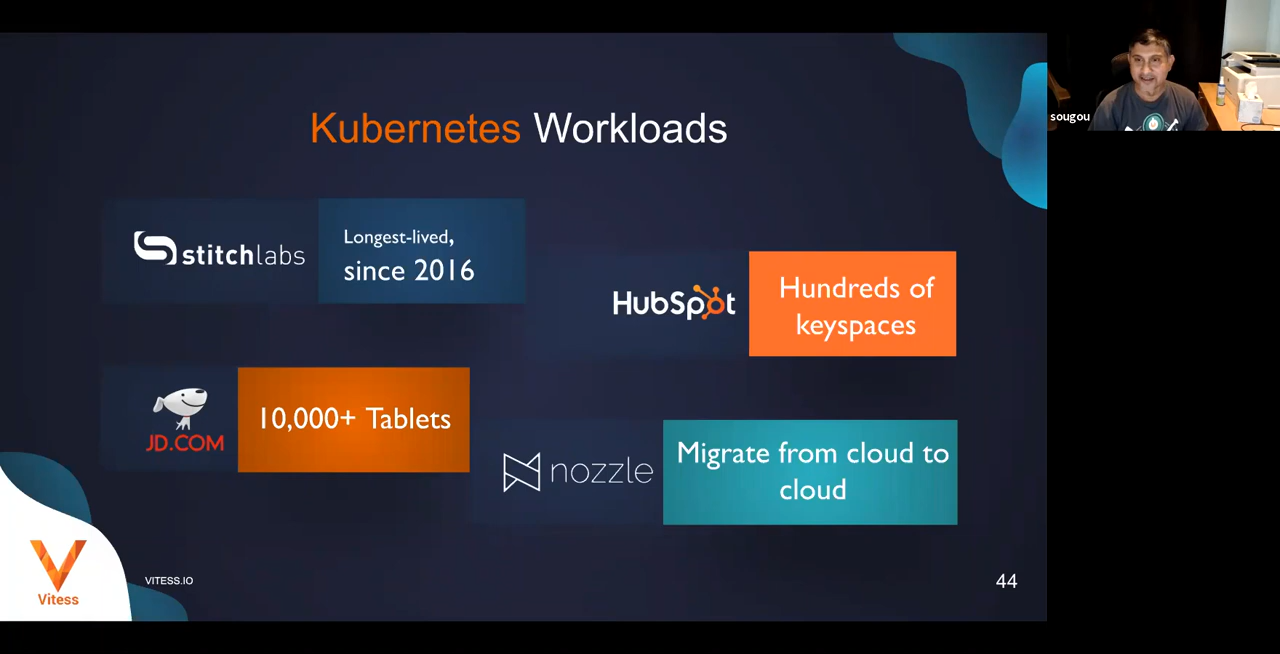 Kubernetes Workloads
stitchlabs
Longest-lived,
since 2016
HubSpot
Hundreds of
keyspaces
JD.COM
10,000+ Tablets
nozzle
Migrate from cloud to
cloud
Vitess
VITESS.IO
44
sougou